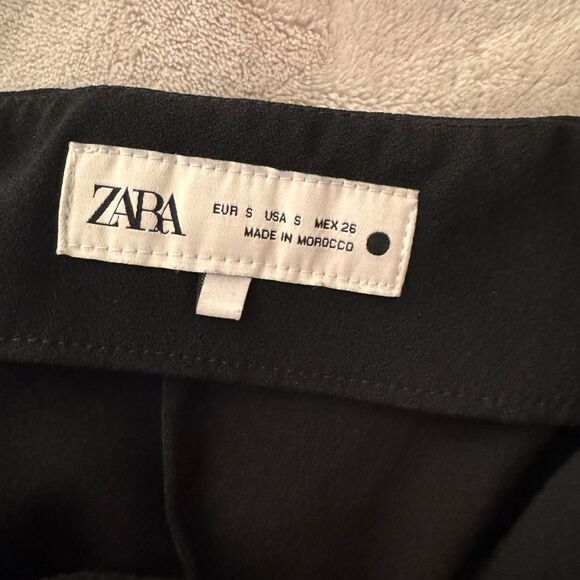 ZARA
EUR S USA S MEX 26
MADE IN MOROCCO